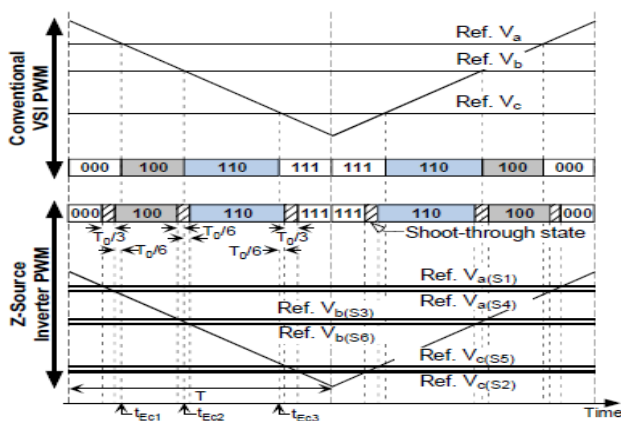 Conventional
VSI PWM
Ref. Va
Ref. Vb
Ref. Vc
000 100 110 111 111 110 100 000
Z-Source
Inverter PWM
000 100 110 111 111 110 100 000
T0/3 T0/6 T0/3
T0/6 T0/6
Shoot-through state
Ref. Va(S1)
Ref. Vb(S3) Ref. Va(S4)
Ref. Vb(S6)
Ref. Vc(S5)
Ref. Vc(S2)
T
tEc1 tEc2 tEc3 Time